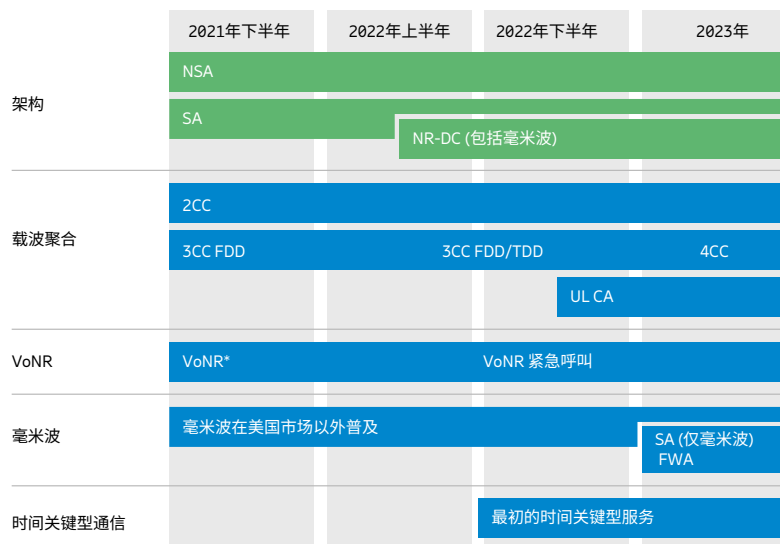 2021年下半年
2022年上半年
2022年下半年
2023年
架构
NSA
SA
NR-DC (包括毫米波)
载波聚合
2CC
3CC FDD
3CC FDD/TDD
4CC
UL CA
VoNR
VoNR*
VoNR 紧急呼叫
毫米波
毫米波在美国市场以外普及
SA (仅毫米波)
FWA
时间关键型通信
最初的时间关键型服务